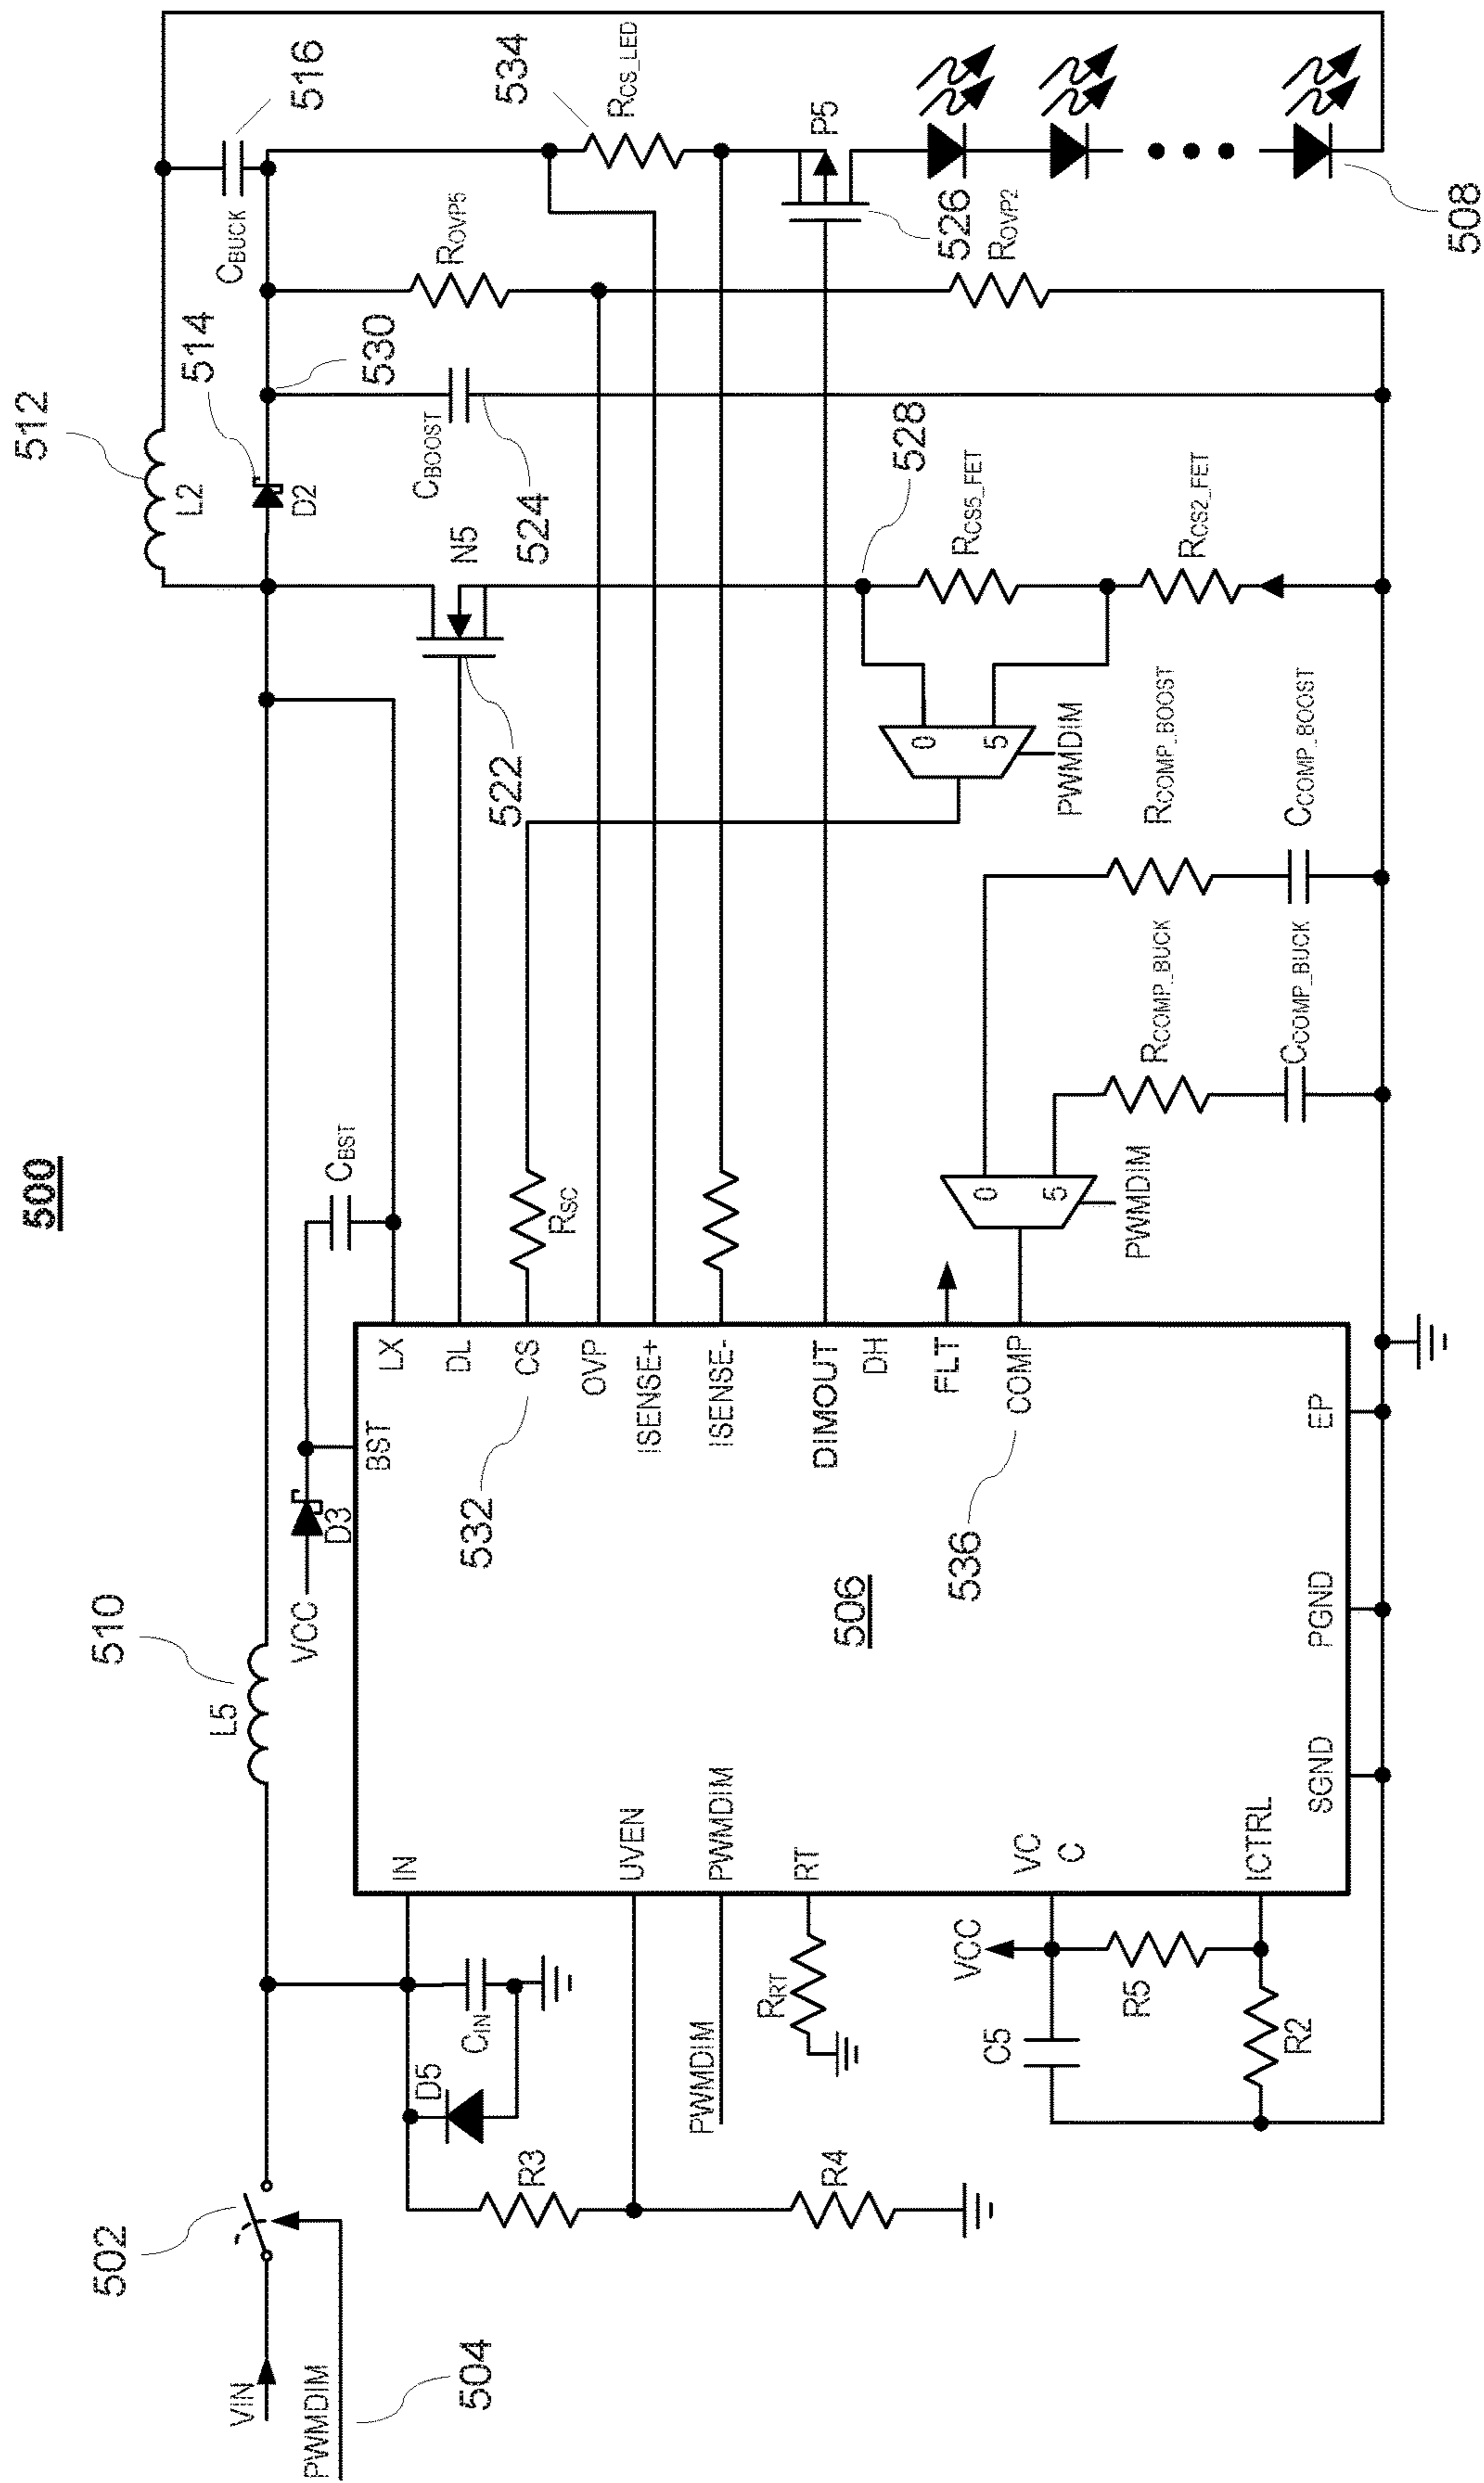 500
VIN
PWMDIM
504
502
510
L5
VCC
D3
CBST
512
L2
514
D2
530
CBUCK
516
N5
522
CBOOST
524
ROVP5
ROVP2
534
RCS_LED
P5
526
508
528
RCS5_FET
RCS2_FET
0
5
PWMDIM
RSC
532
536
506
BST
LX
DL
CS
OVP
ISENSE+
ISENSE-
DIMOUT
DH
FLT
COMP
EP
PGND
SGND
IN
UVEN
PWMDIM
RT
VC
C
ICTRL
D5
CIN
R3
R4
PWMDIM
RRT
VCC
C5
R5
R2
0
5
PWMDIM
RCOMP_BUCK
CCOMP_BUCK
RCOMP_BOOST
CCOMP_BOOST